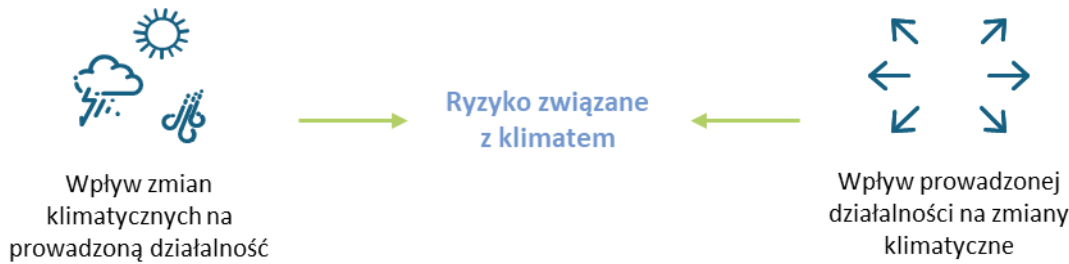 Ryzyko związane
z klimatem
Wpływ zmian
klimatycznych na
prowadzoną działalność
Wpływ prowadzonej
działalności na zmiany
klimatyczne